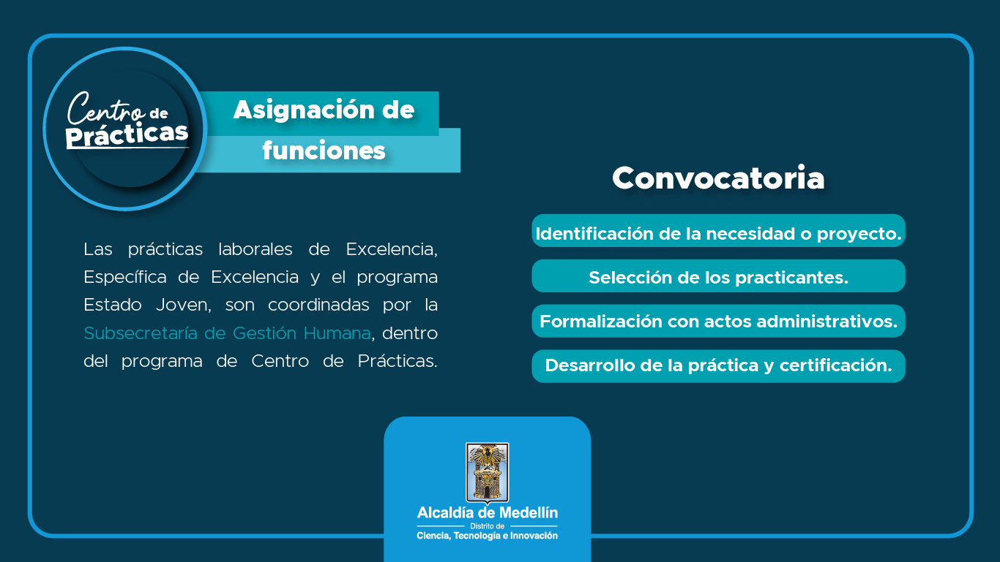 Centro de
Prácticas
Asignación de
funciones
Las prácticas laborales de Excelencia,
Específica de Excelencia y el programa
Estado Joven, son coordinadas por la
Subsecretaría de Gestión Humana, dentro
del programa de Centro de Prácticas.
Convocatoria
Identificación de la necesidad o proyecto.
Selección de los practicantes.
Formalización con actos administrativos.
Desarrollo de la práctica y certificación.
Alcaldía de Medellín
Distrito de
Ciencia, Tecnología e Innovación